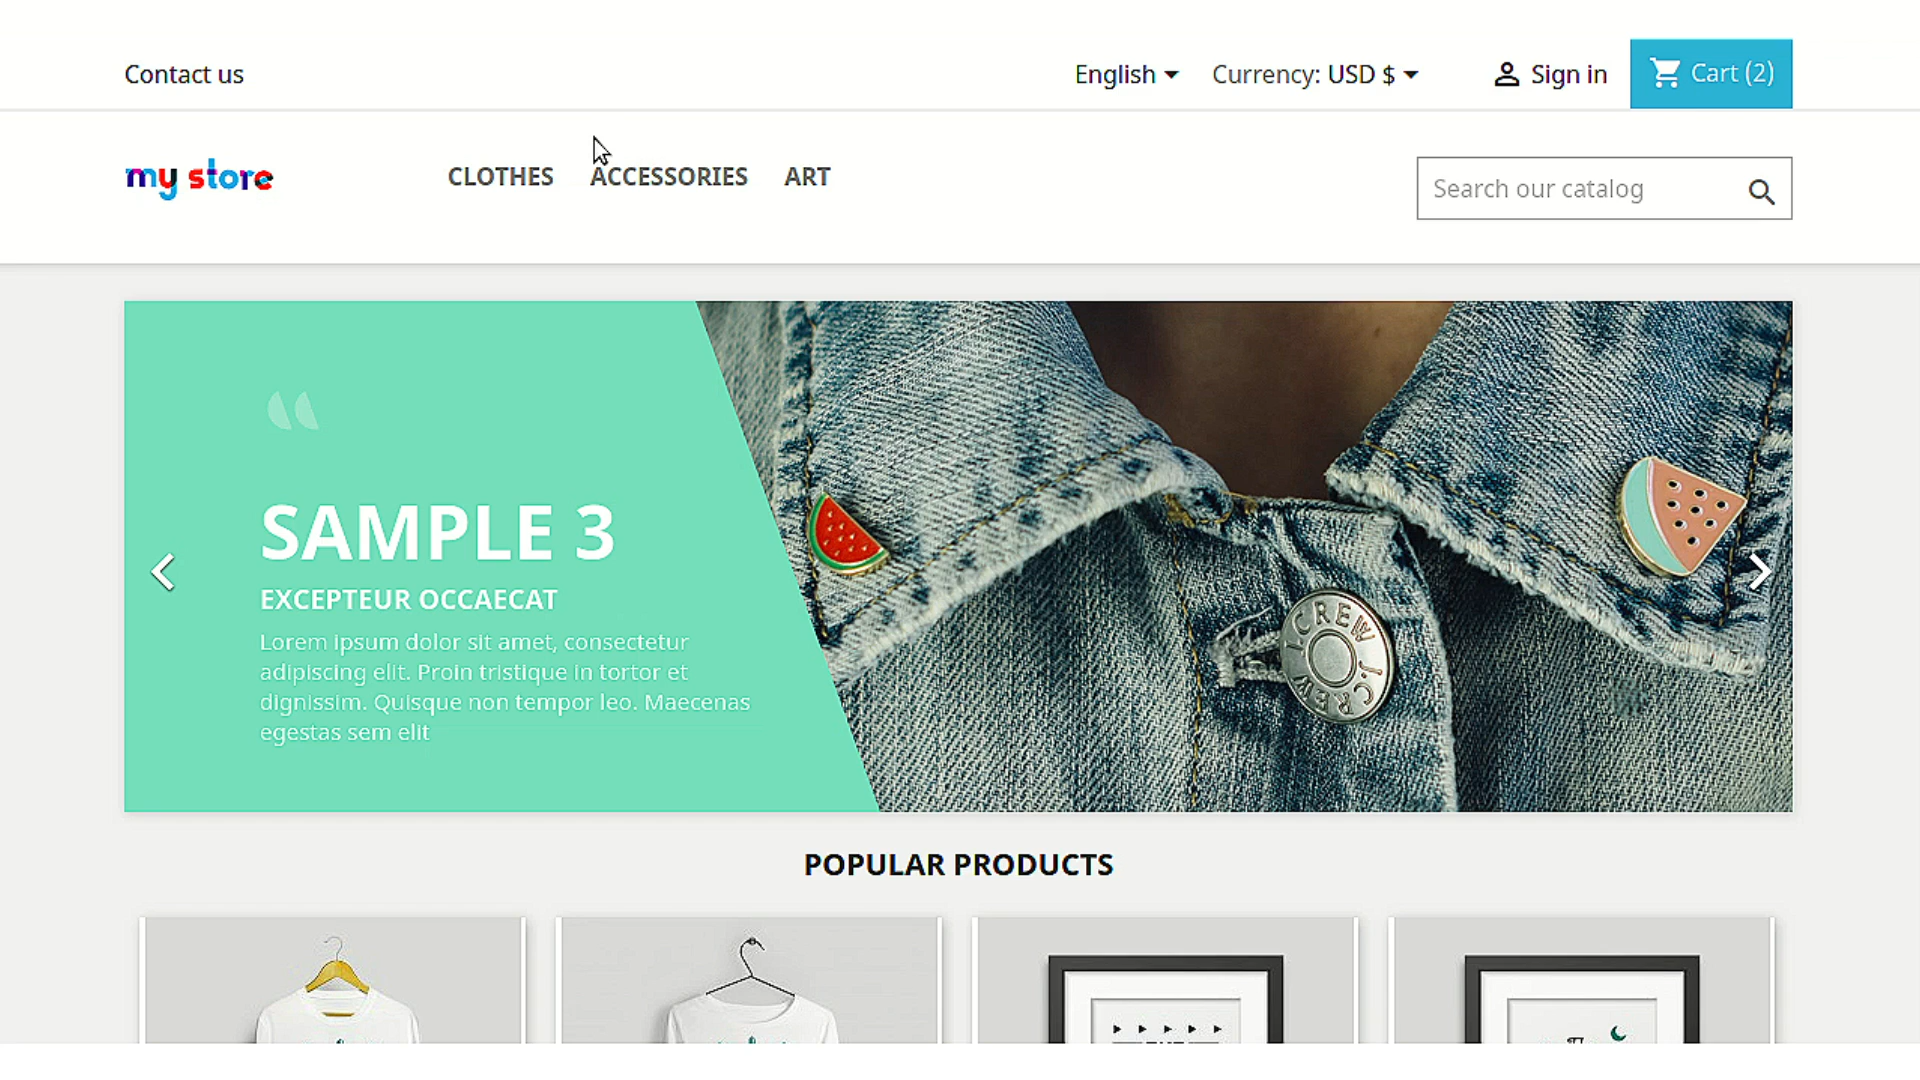 Contact us
English
Currency: USD $
Sign in
Cart (2)
my store
CLOTHES
ACCESSORIES
ART
Search our catalog
SAMPLE 3
EXCEPTEUR OCCAECAT
Lorem ipsum dolor sit amet, consectetur
adipiscing elit. Proin tristique in tortor et
dignissim. Quisque non tempor leo. Maecenas
egestas sem elit
J.CREW J.CREW
POPULAR PRODUCTS